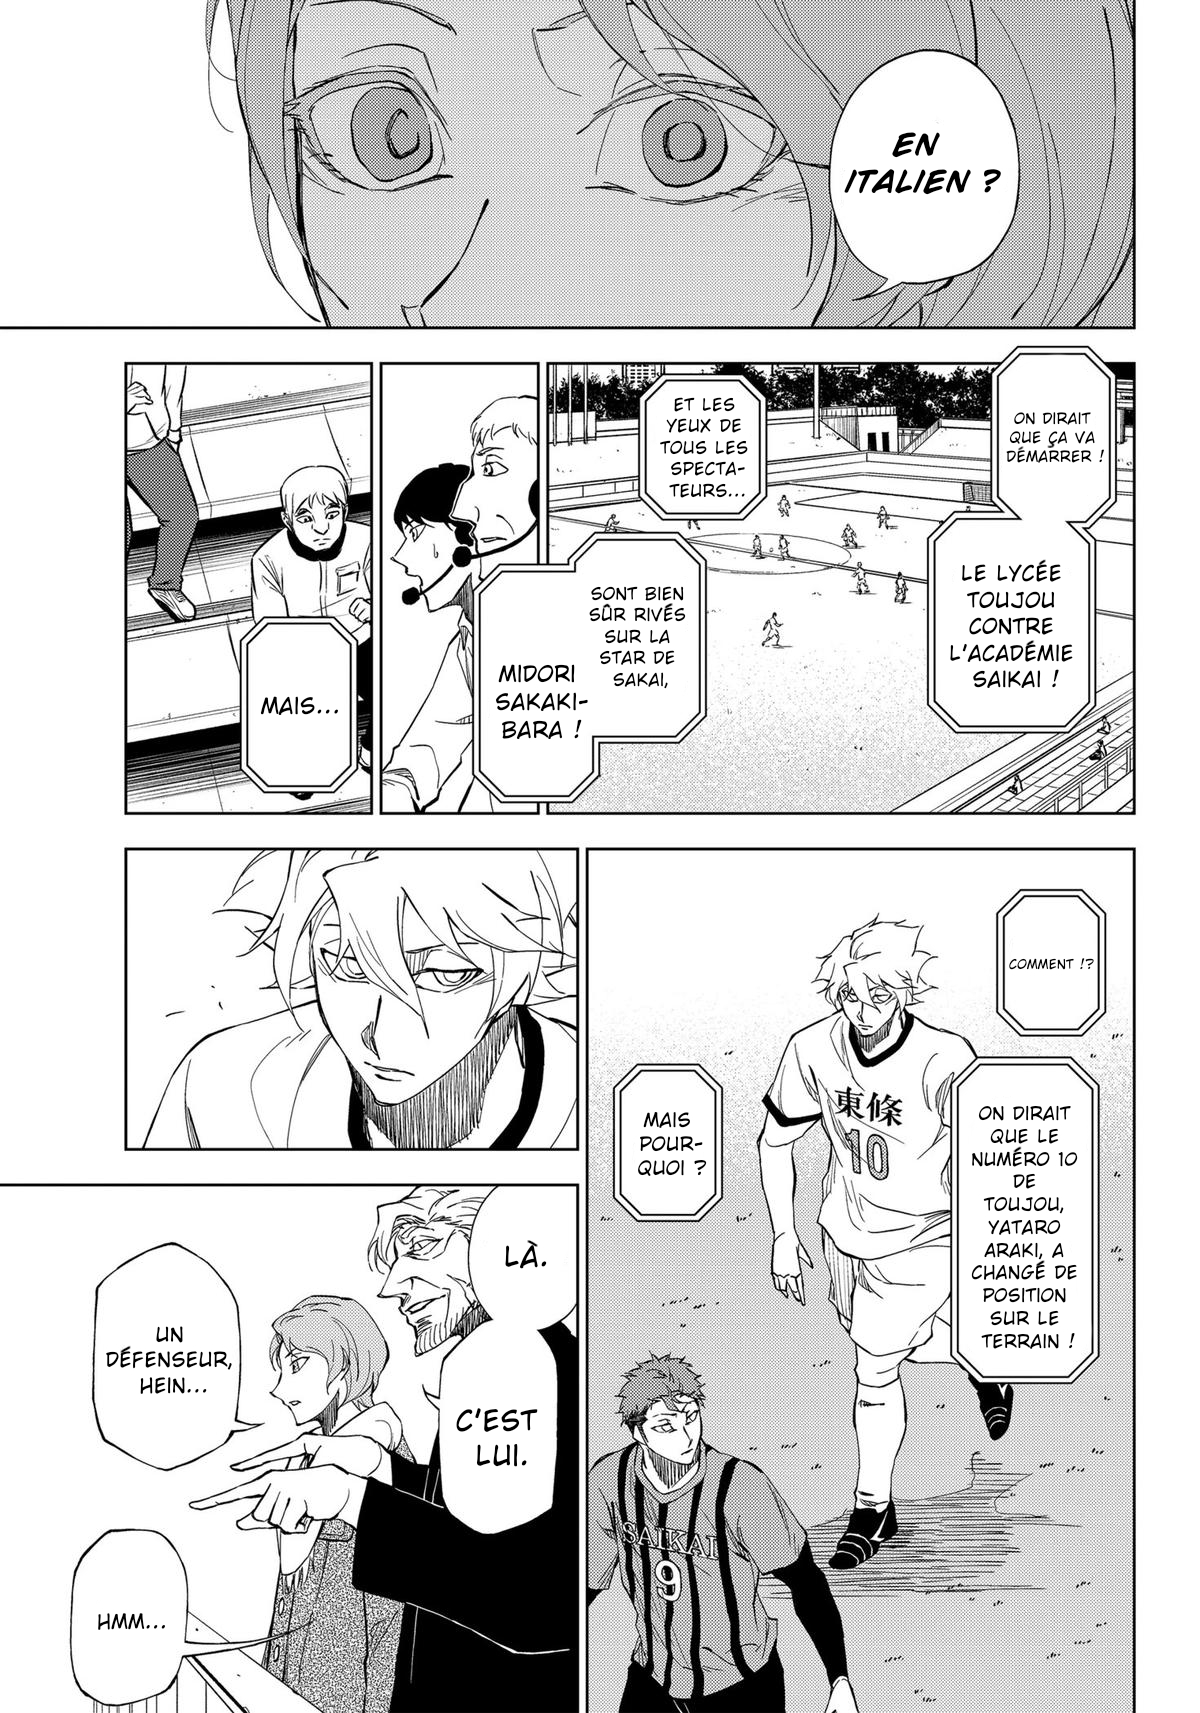 EN
ITALIEN ?
ON DIRAIT
QUE ÇA VA
DÉMARRER !
LE LYCÉE
TOUJOU
CONTRE
L'ACADÉMIE
SAIKAI !
ET LES
YEUX DE
TOUS LES
SPECTA-
TEURS...
SONT BIEN
SÛR RIVÉS
SUR LA
STAR DE
SAKAI,
MIDORI
SAKAKI-
BARA !
MAIS...
COMMENT !?
ON DIRAIT
QUE LE
NUMÉRO 10
DE
TOUJOU,
YATARO
ARAKI, A
CHANGÉ DE
POSITION
SUR LE
TERRAIN !
MAIS
POUR-
QUOI ?
東條
10
SAIKAI
9
LÀ.
C'EST
LUI.
UN
DÉFENSEUR,
HEIN...
HMM...